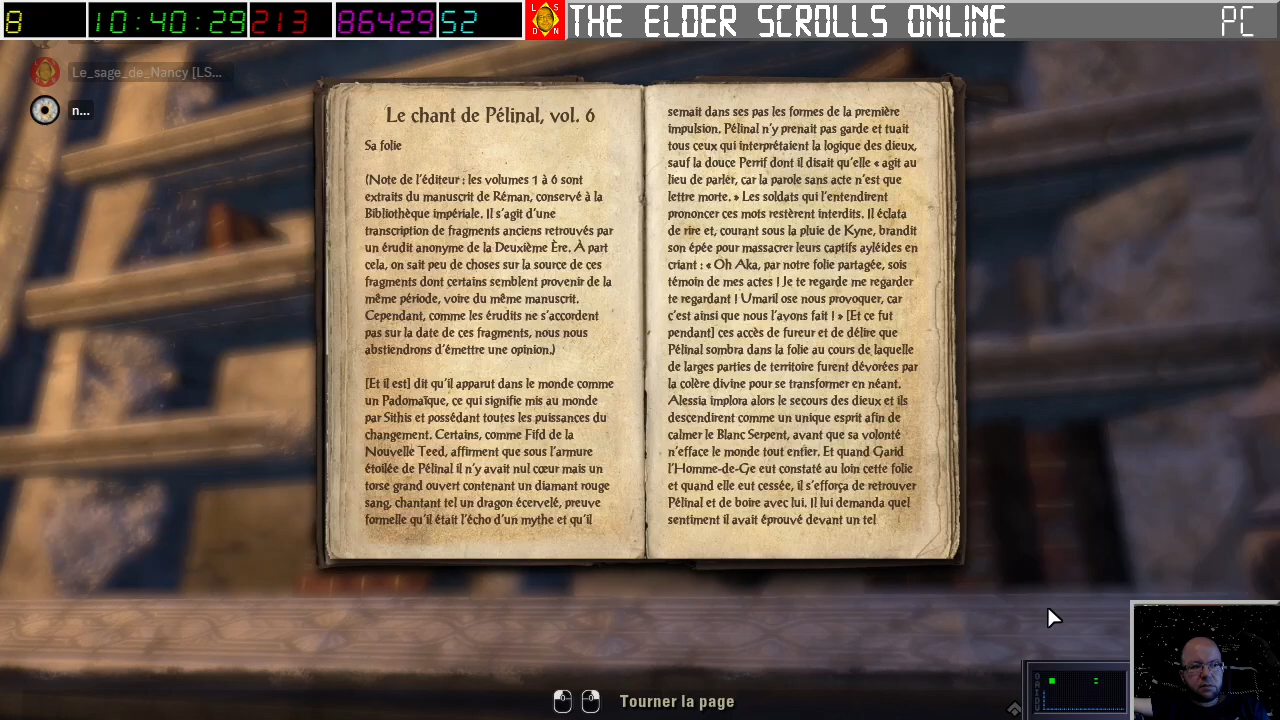 8
10:40:29
213
86429
52
L S D N
THE ELDER SCROLLS ONLINE
PC
Le_sage_de_Nancy [LS...
n...
Le chant de Pélinal, vol. 6
Sa folie
(Note de l'éditeur : les volumes 1 à 6 sont
extraits du manuscrit de Réman, conservé à la
Bibliothèque impériale. Il s'agit d'une
transcription de fragments anciens retrouvés par
un érudit anonyme de la Deuxième Ère. À part
cela, on sait peu de choses sur la source de ces
fragments dont certains semblent provenir de la
même période, voire du même manuscrit.
Cependant, comme les érudits ne s'accordent
pas sur la date de ces fragments, nous nous
abstiendrons d'émettre une opinion.)
[Et il est] dit qu'il apparut dans le monde comme
un Padomaïque, ce qui signifie mis au monde
par Sithis et possédant toutes les puissances du
changement. Certains, comme Fifd de la
Nouvelle Teed, affirment que sous l'armure
étoilée de Pélinal il n'y avait nul cœur mais un
torse grand ouvert contenant un diamant rouge
sang, chantant tel un dragon écervelé, preuve
formelle qu'il était l'écho d'un mythe et qu'il
semait dans ses pas les formes de la première
impulsion. Pélinal n'y prenait pas garde et tuait
tous ceux qui interprétaient la logique des dieux,
sauf la douce Perrif dont il disait qu'elle « agit au
lieu de parler, car la parole sans acte n'est que
lettre morte. » Les soldats qui l'entendirent
prononcer ces mots restèrent interdits. Il éclata
de rire et, courant sous la pluie de Kyne, brandit
son épée pour massacrer leurs captifs ayléides en
criant : « Oh Aka, par notre folie partagée, sois
témoin de mes actes ! Je te regarde me regarder
te regardant ! Umaril ose nous provoquer, car
c'est ainsi que nous l'avons fait ! » [Et ce fut
pendant] ces accès de fureur et de délire que
Pélinal sombra dans la folie au cours de laquelle
de larges parties de territoire furent dévorées par
la colère divine pour se transformer en néant.
Alessia implora alors le secours des dieux et ils
descendirent comme un unique esprit afin de
calmer le Blanc Serpent, avant que sa volonté
n'efface le monde tout entier. Et quand Garid
l'Homme-de-Ge eut constaté au loin cette folie
et quand elle eut cessée, il s'efforça de retrouver
Pélinal et de boire avec lui. Il lui demanda quel
sentiment il avait éprouvé devant un tel
Tourner la page